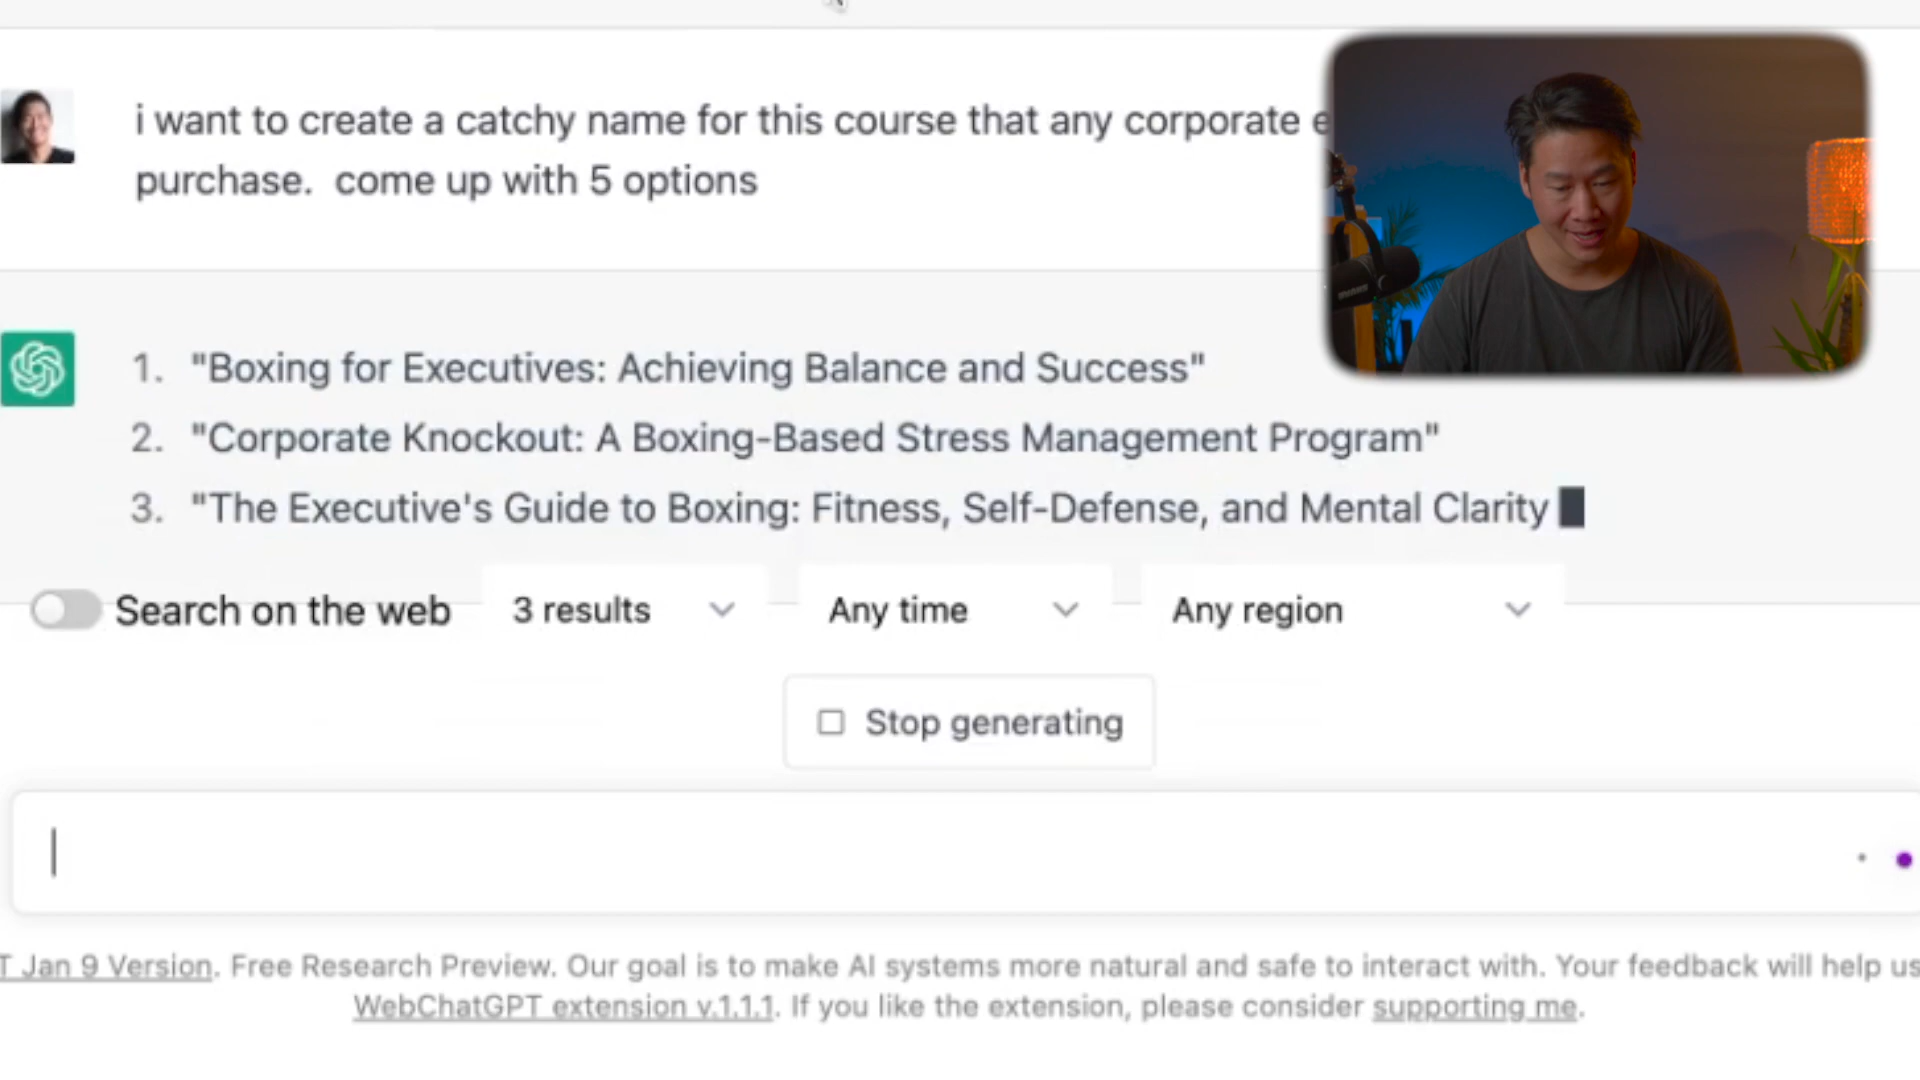 i want to create a catchy name for this course that any corporate
purchase.  come up with 5 options
1. "Boxing for Executives: Achieving Balance and Success"
2. "Corporate Knockout: A Boxing-Based Stress Management Program"
3. "The Executive's Guide to Boxing: Fitness, Self-Defense, and Mental Clarity
Search on the web 3 results Any time Any region
Stop generating
T Jan 9 Version. Free Research Preview. Our goal is to make AI systems more natural and safe to interact with. Your feedback will help us
WebChatGPT extension v.1.1.1. If you like the extension, please consider supporting me.